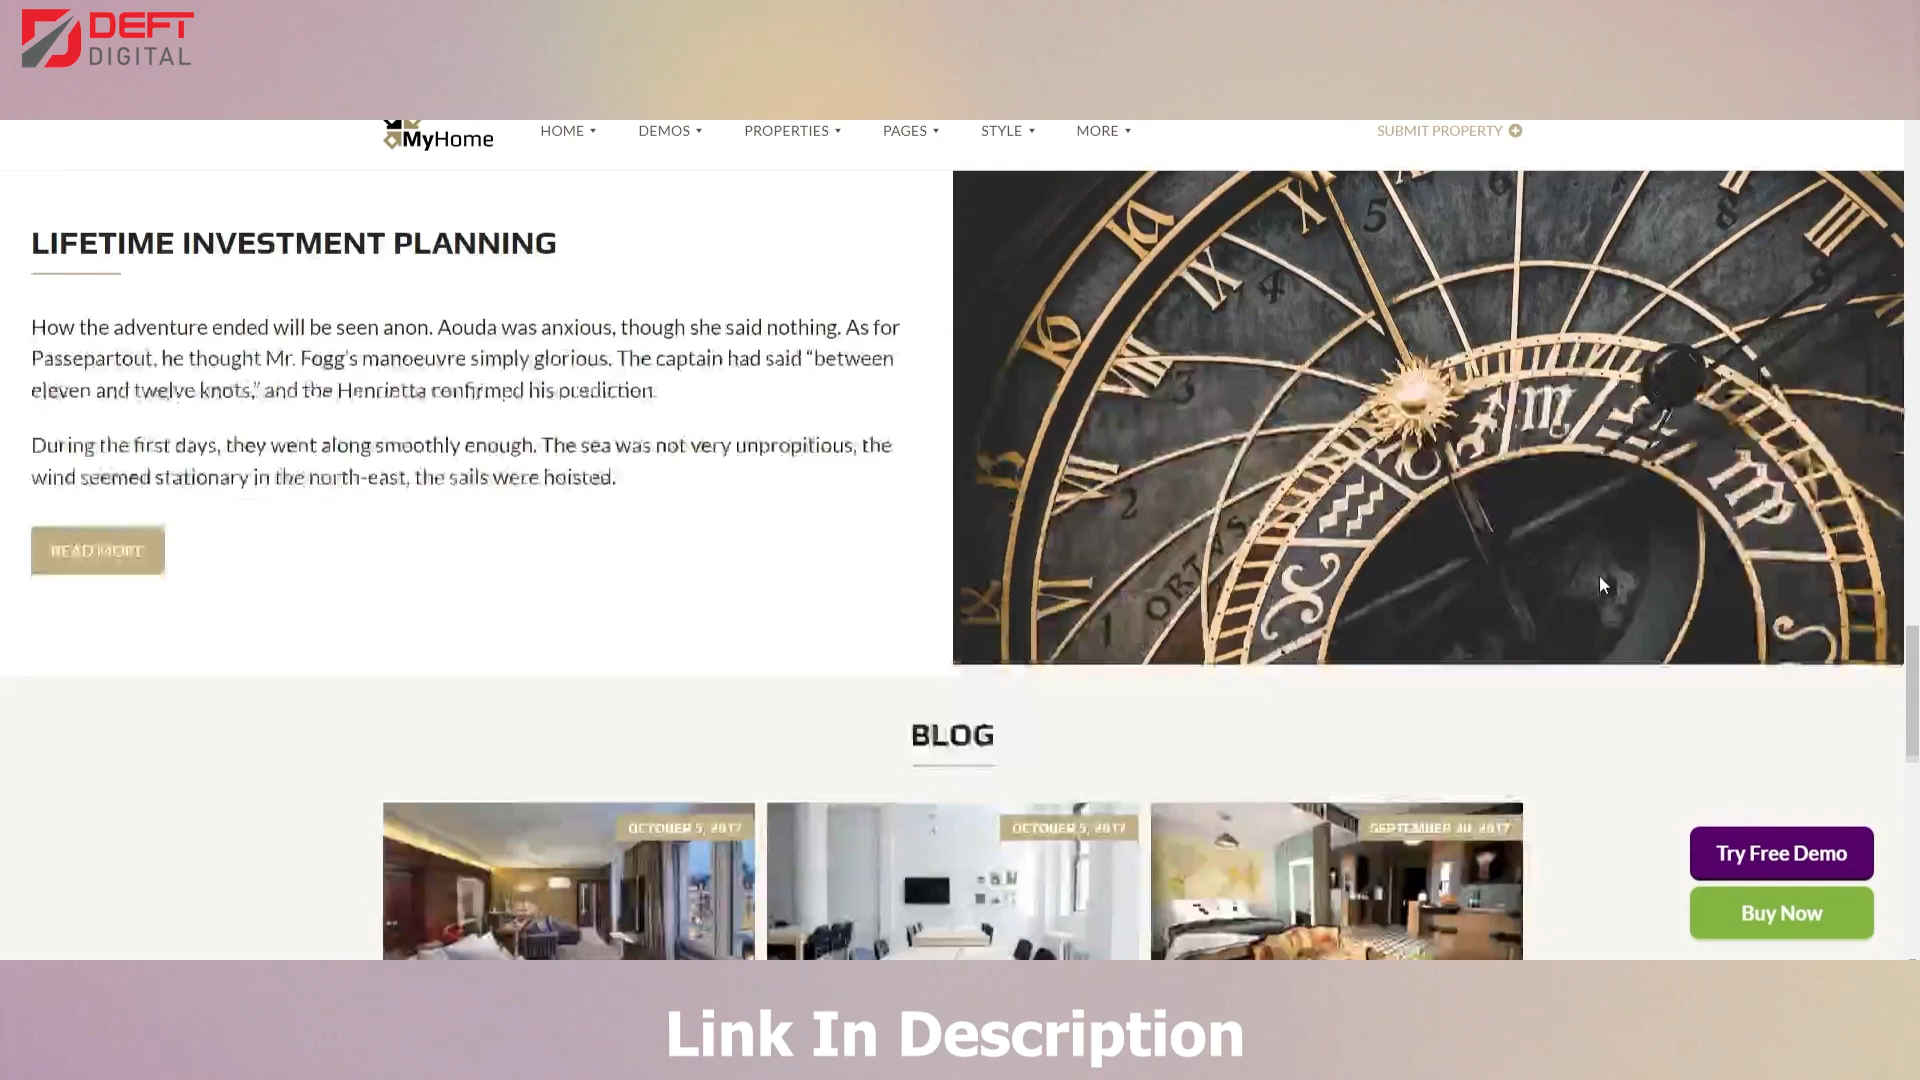 DEFT
DIGITAL
MyHome
HOME
DEMOS
PROPERTIES
PAGES
STYLE
MORE
SUBMIT PROPERTY
LIFETIME INVESTMENT PLANNING
How the adventure ended will be seen anon. Aouda was anxious, though she said nothing. As for
Passepartout, he thought Mr. Fogg's manoeuvre simply glorious. The captain had said “between
eleven and twelve knots,” and the Henrietta confirmed his prediction.
During the first days, they went along smoothly enough. The sea was not very unpropitious, the
wind seemed stationary in the north-east, the sails were hoisted.
READ MORE
ORTVS
BLOG
OCTOBER 5, 2017
OCTOBER 5, 2017
SEPTEMBER 30, 2017
Try Free Demo
Buy Now
Link In Description